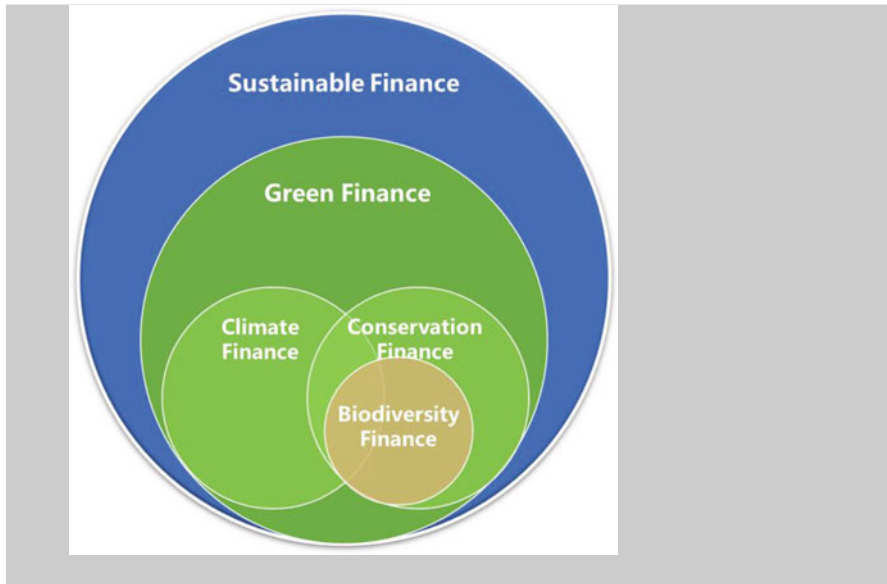 Sustainable Finance
Green Finance
Climate
Finance
Conservation
Finance
Biodiversity
Finance